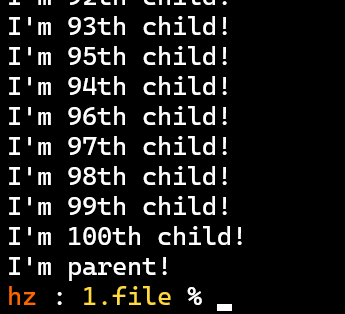 I'm 92th child!
I'm 93th child!
I'm 95th child!
I'm 94th child!
I'm 96th child!
I'm 97th child!
I'm 98th child!
I'm 99th child!
I'm 100th child!
I'm parent!
hz : 1.file %